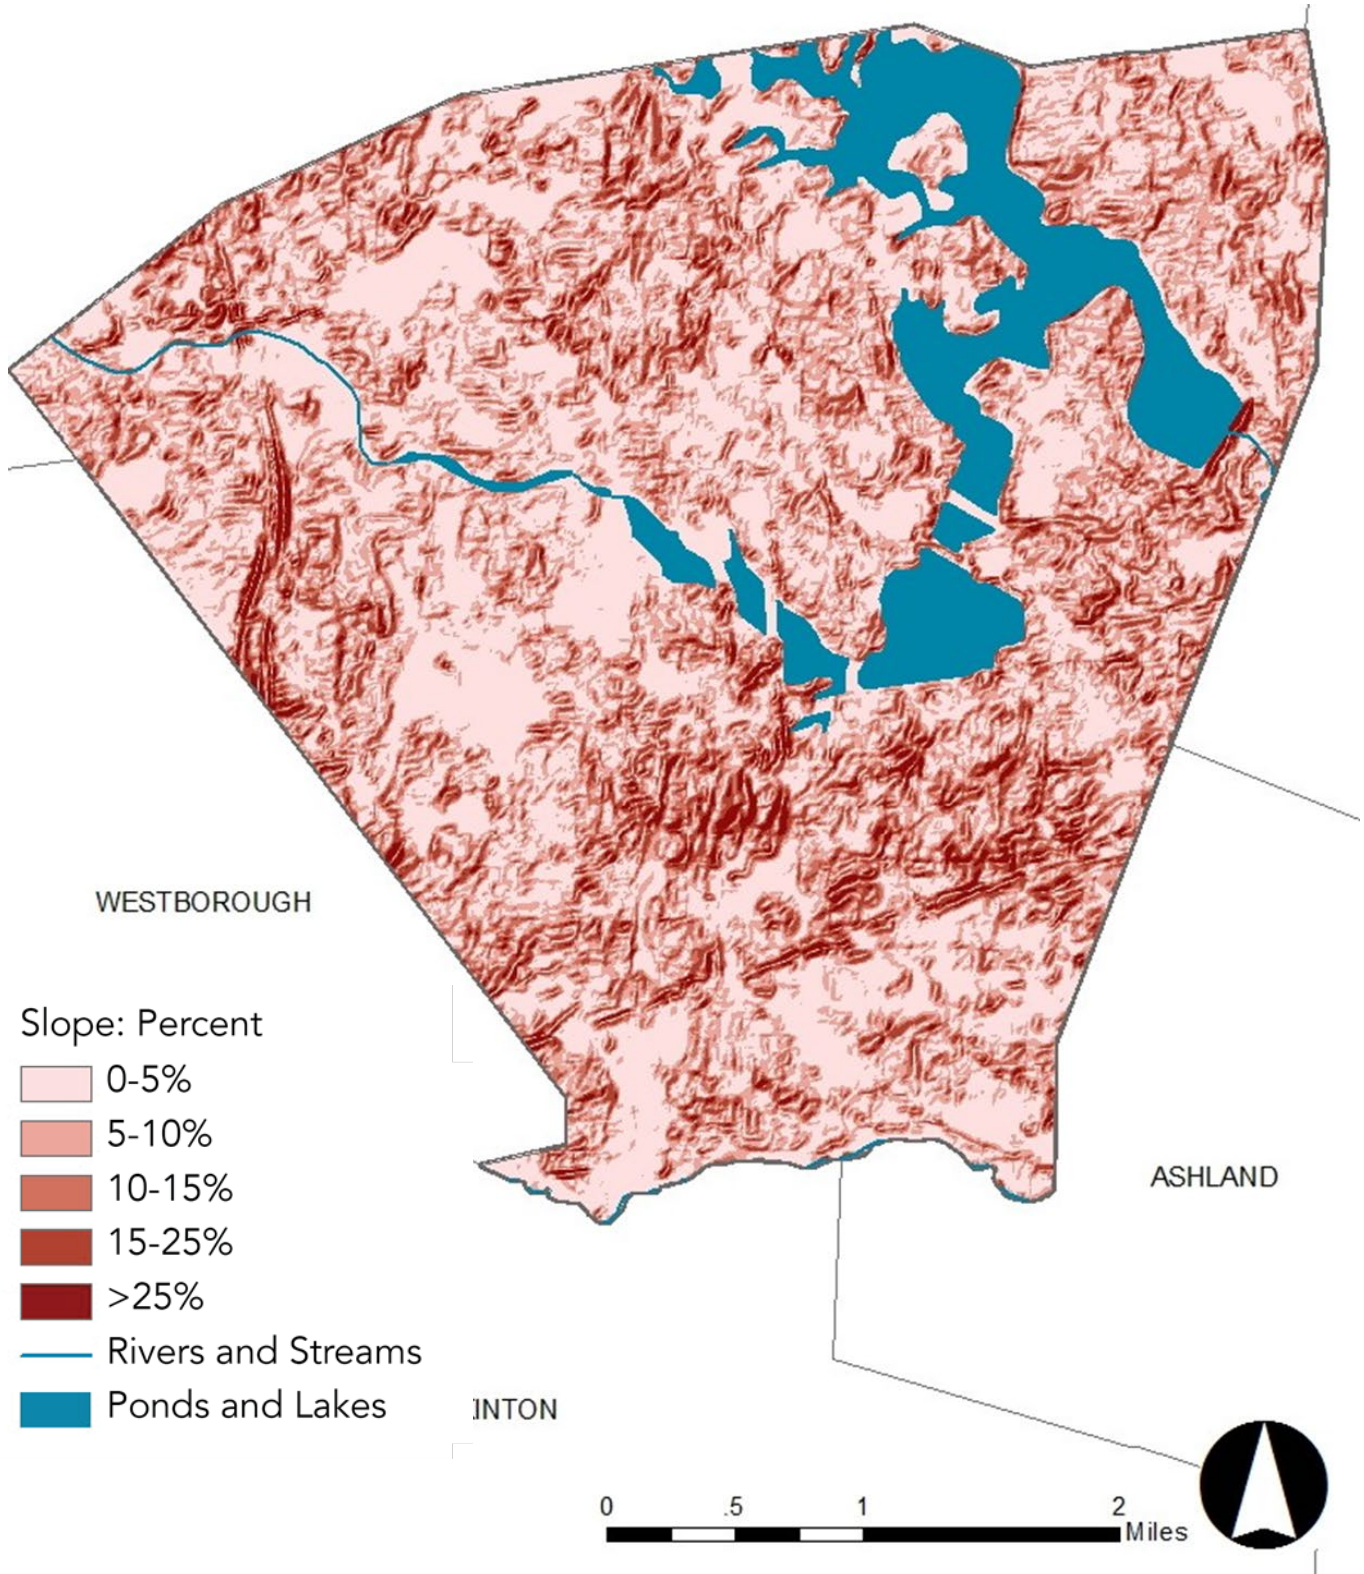 WESTBOROUGH
Slope: Percent
0-5%
5-10%
10-15%
15-25%
>25%
Rivers and Streams
Ponds and Lakes
ASHLAND
INTON
0 .5 1 2
Miles